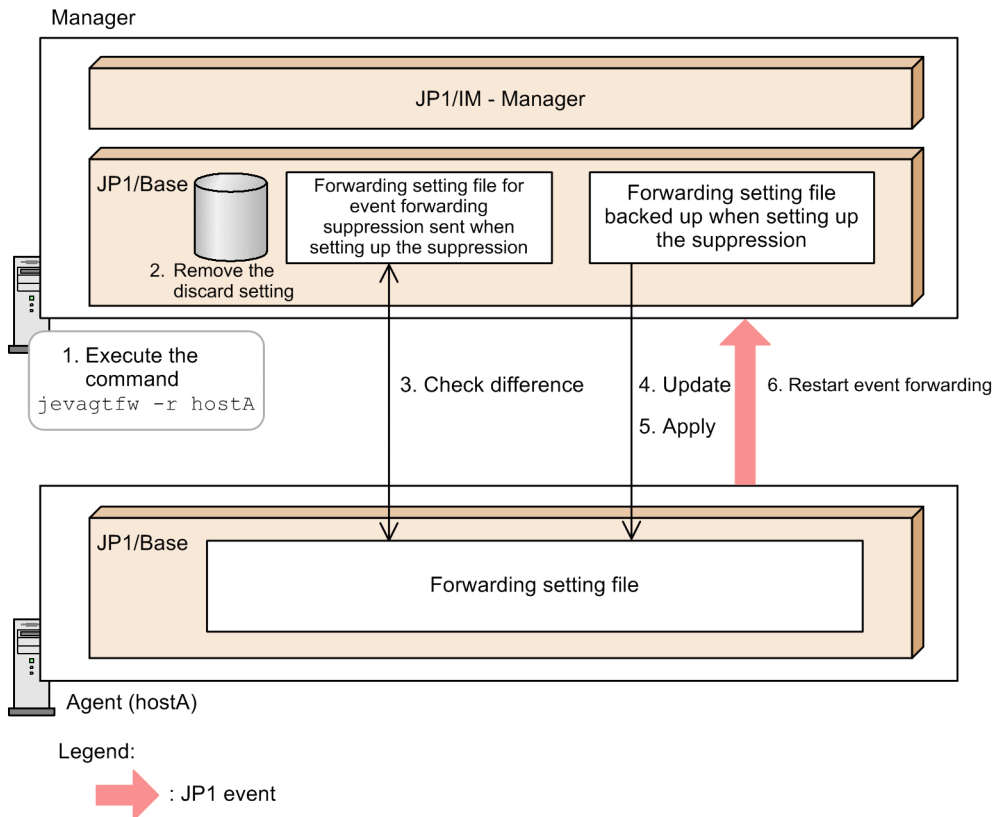 Manager
JP1/IM - Manager
JP1/Base
Forwarding setting file for
event forwarding
suppression sent when
setting up the suppression
Forwarding setting file
backed up when setting up
the suppression
2. Remove the
discard setting
1. Execute the
command
jevagtfw -r hostA
3. Check difference
4. Update
5. Apply
6. Restart event forwarding
JP1/Base
Forwarding setting file
Agent (hostA)
Legend:
: JP1 event